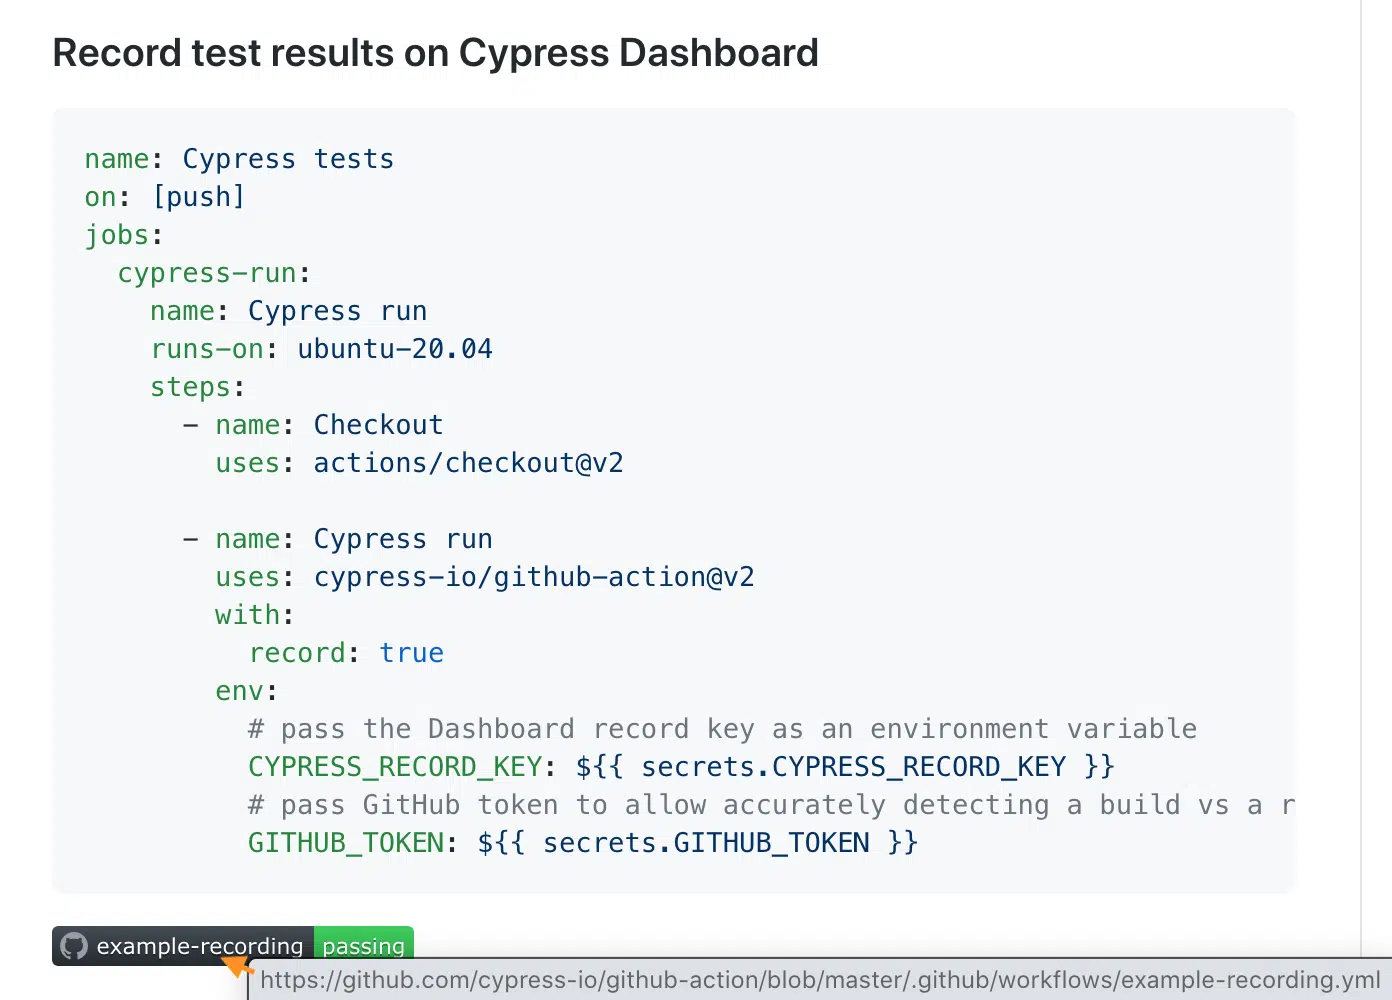 Record test results on Cypress Dashboard
name: Cypress tests
on: [push]
jobs:
  cypress-run:
    name: Cypress run
    runs-on: ubuntu-20.04
    steps:
      - name: Checkout
        uses: actions/checkout@v2

      - name: Cypress run
        uses: cypress-io/github-action@v2
        with:
          record: true
        env:
          # pass the Dashboard record key as an environment variable
          CYPRESS_RECORD_KEY: ${{ secrets.CYPRESS_RECORD_KEY }}
          # pass GitHub token to allow accurately detecting a build vs a r
          GITHUB_TOKEN: ${{ secrets.GITHUB_TOKEN }}
example-recording passing
https://github.com/cypress-io/github-action/blob/master/.github/workflows/example-recording.yml